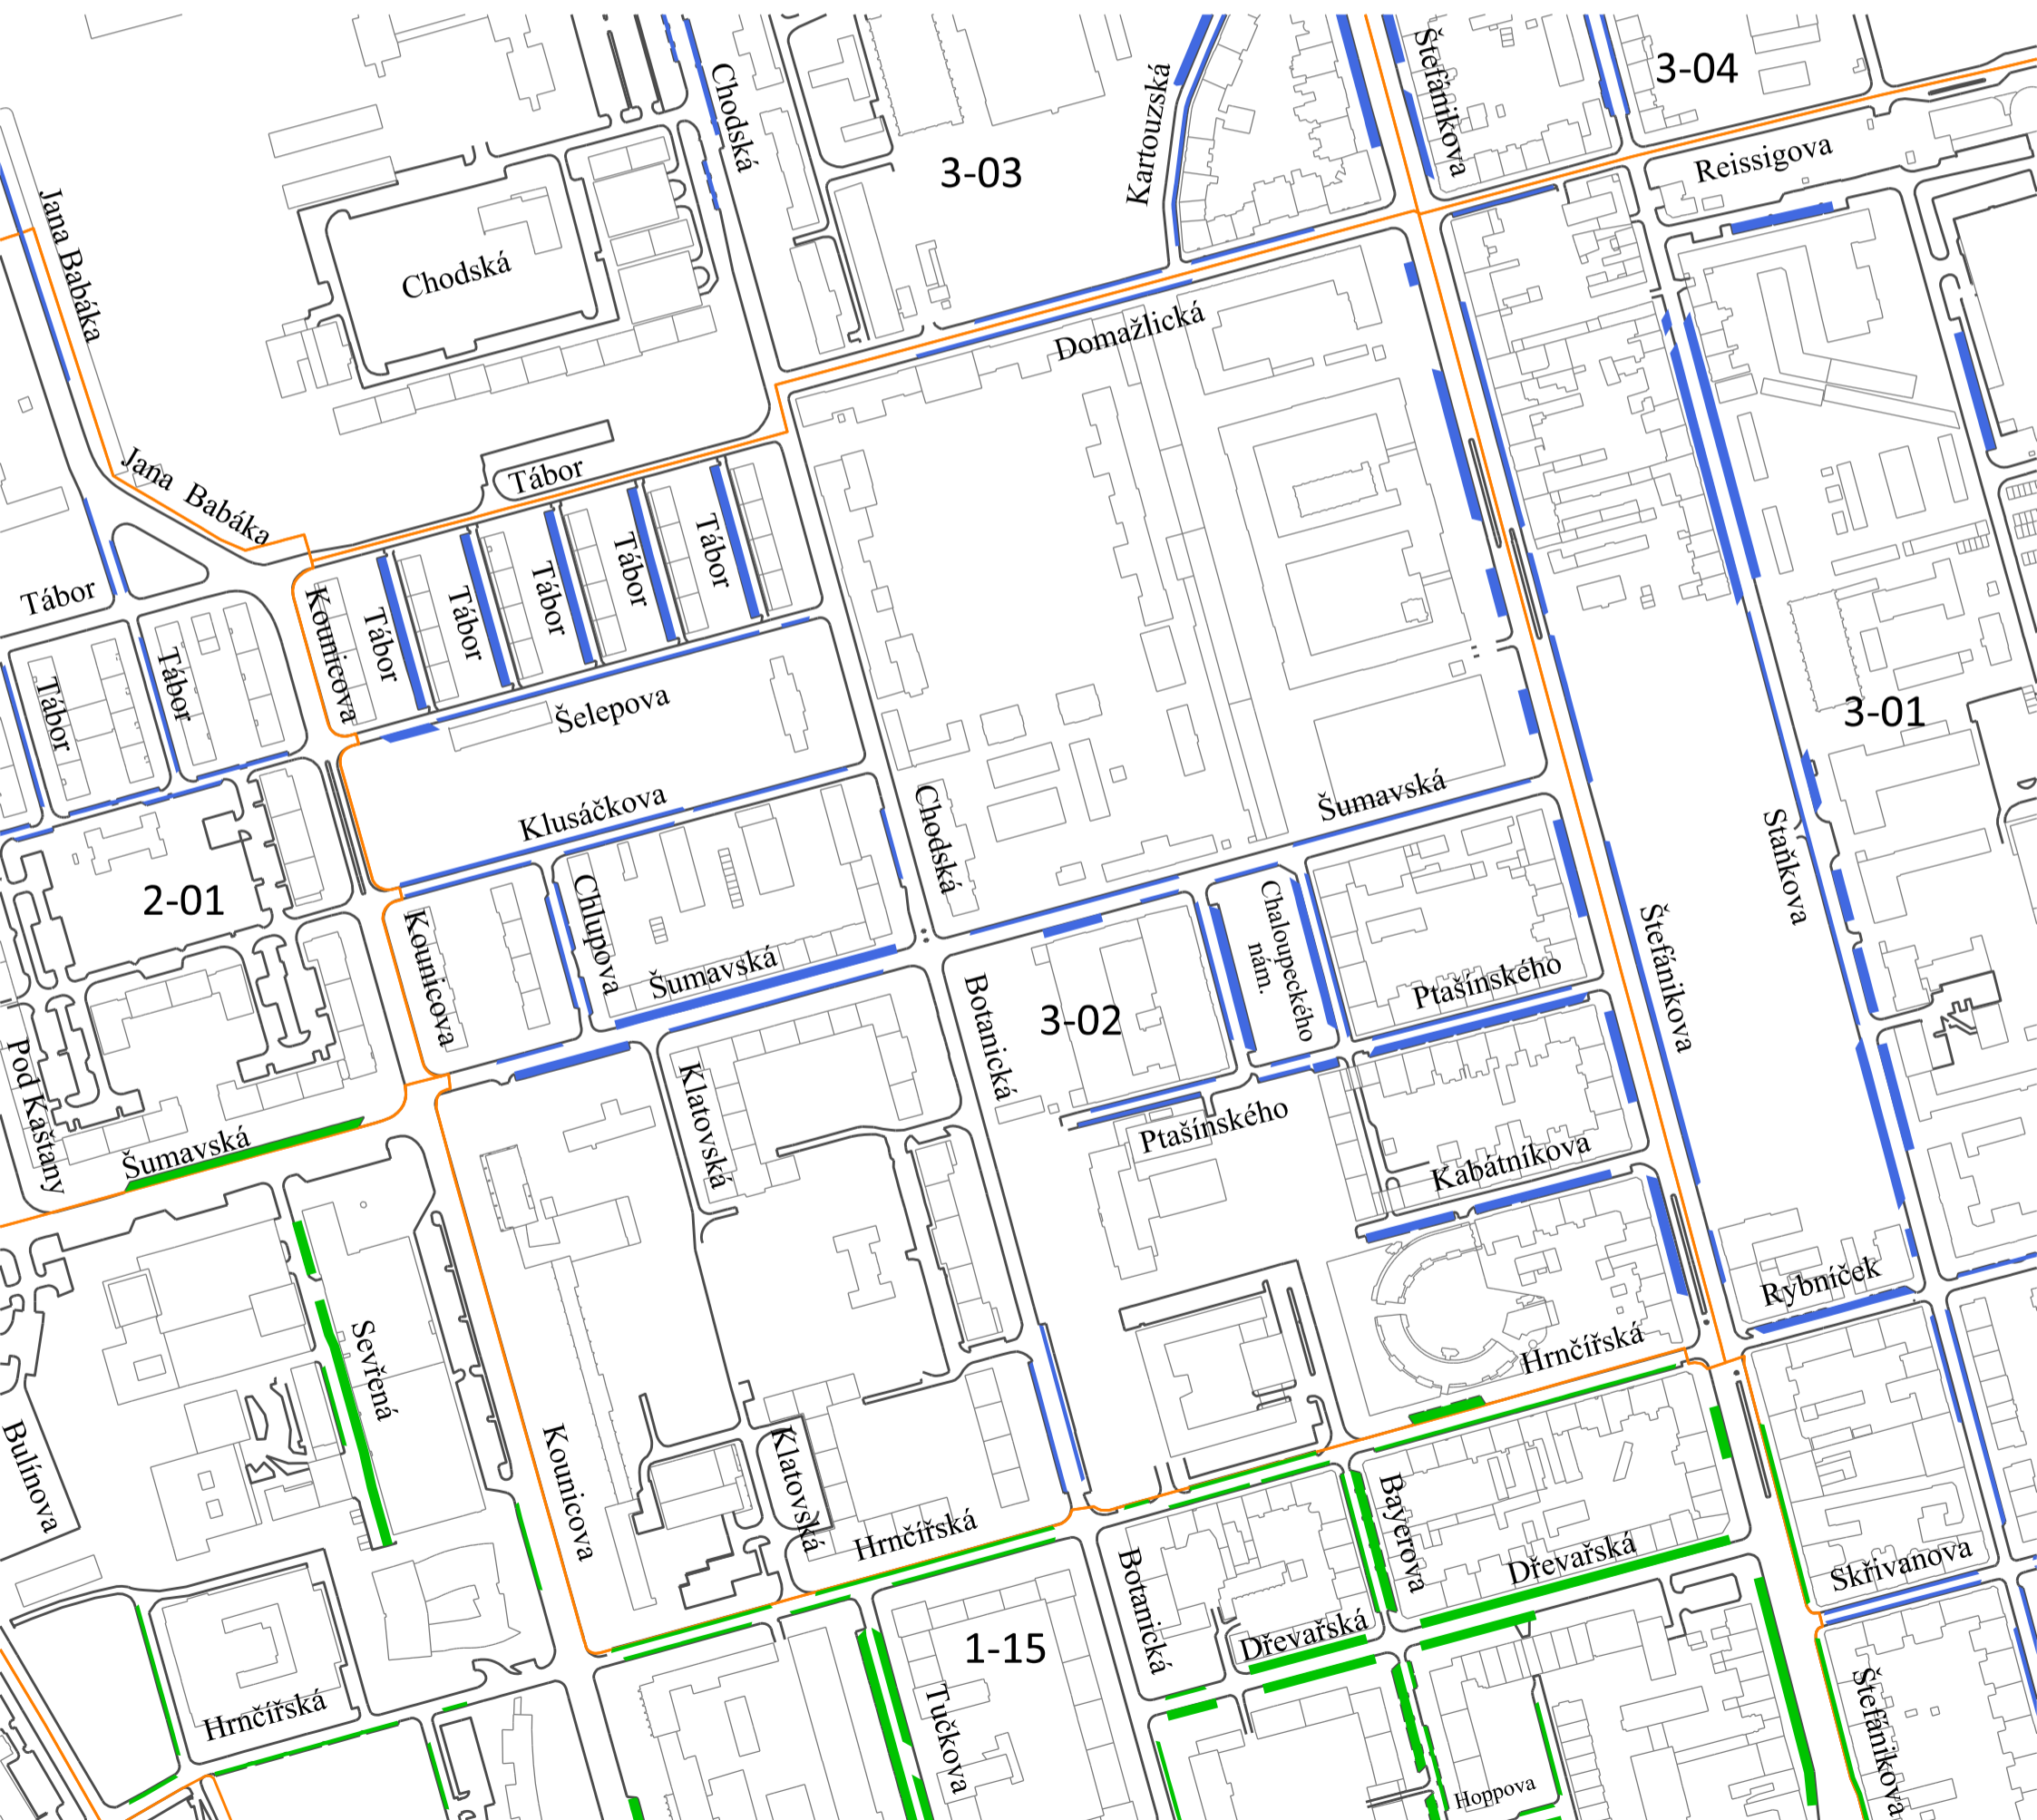 Štefánikova
3-04
Chodská
Kartouzská
Reissigova
3-03
Jana Babáka
Chodská
Domažlická
Jana Babáka
Tábor
Tábor
Tábor
Tábor
Tábor
Tábor
Tábor
Kounicova
Tábor
Tábor
Šelepova
3-01
Klusáčkova
Šumavská
Chodská
Staňkova
2-01
Chlupova
Chaloupeckého
nám.
Kounicova
Štefánikova
Šumavská
Ptašínského
Botanická
3-02
Pod Kaštany
Klatovská
Ptašínského
Šumavská
Kabátníkova
Rybníček
Sevřená
Hrnčířská
Bulínova
Kounicova
Klatovská
Hrnčířská
Bayerova
Botanická
Dřevařská
Skřivanova
Dřevařská
1-15
Hrnčířská
Tučkova
Štefánikova
Hoppova